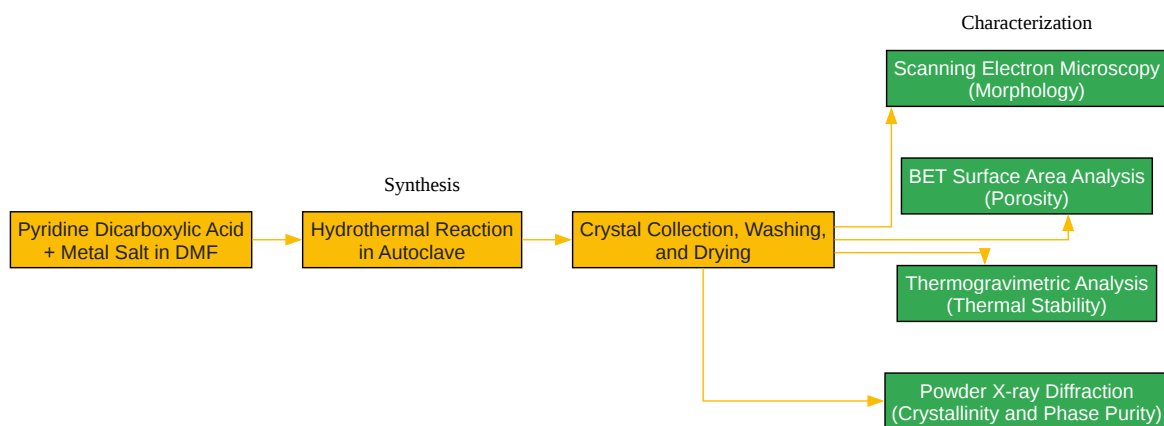 Characterization
Scanning Electron Microscopy
(Morphology)
BET Surface Area Analysis
(Porosity)
Synthesis
Pyridine Dicarboxylic Acid
+ Metal Salt in DMF
Hydrothermal Reaction
in Autoclave
Crystal Collection, Washing,
and Drying
Thermogravimetric Analysis
(Thermal Stability)
Powder X-ray Diffraction
(Crystallinity and Phase Purity)